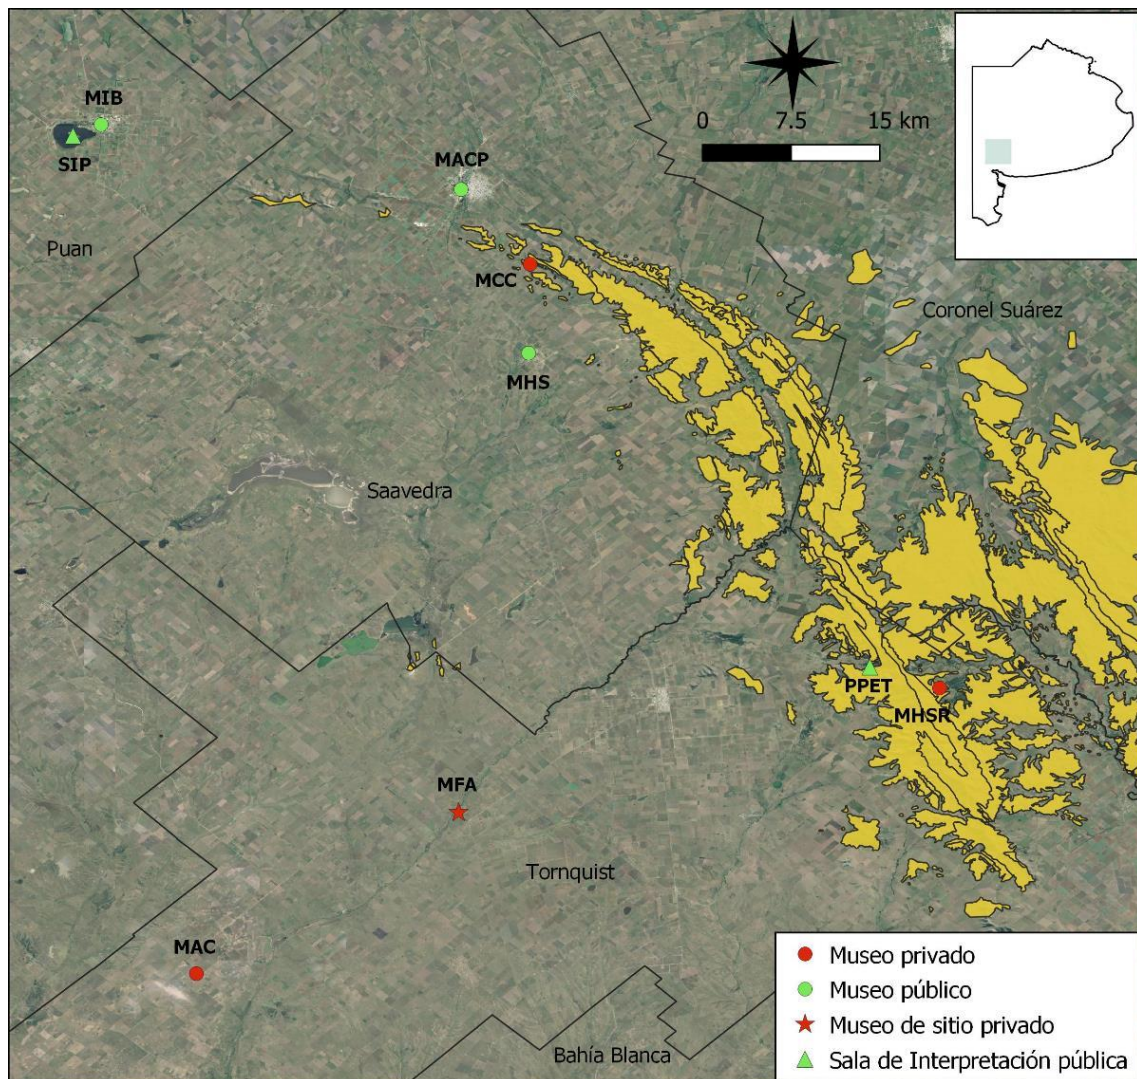 MIB
SIP
Puan
MACP
0 7.5 15 km
MCC
Coronel Suárez
MHS
Saavedra
PPET
MHSR
MFA
Tornquist
MAC
Bahía Blanca
Museo privado
Museo público
Museo de sitio privado
Sala de Interpretación pública